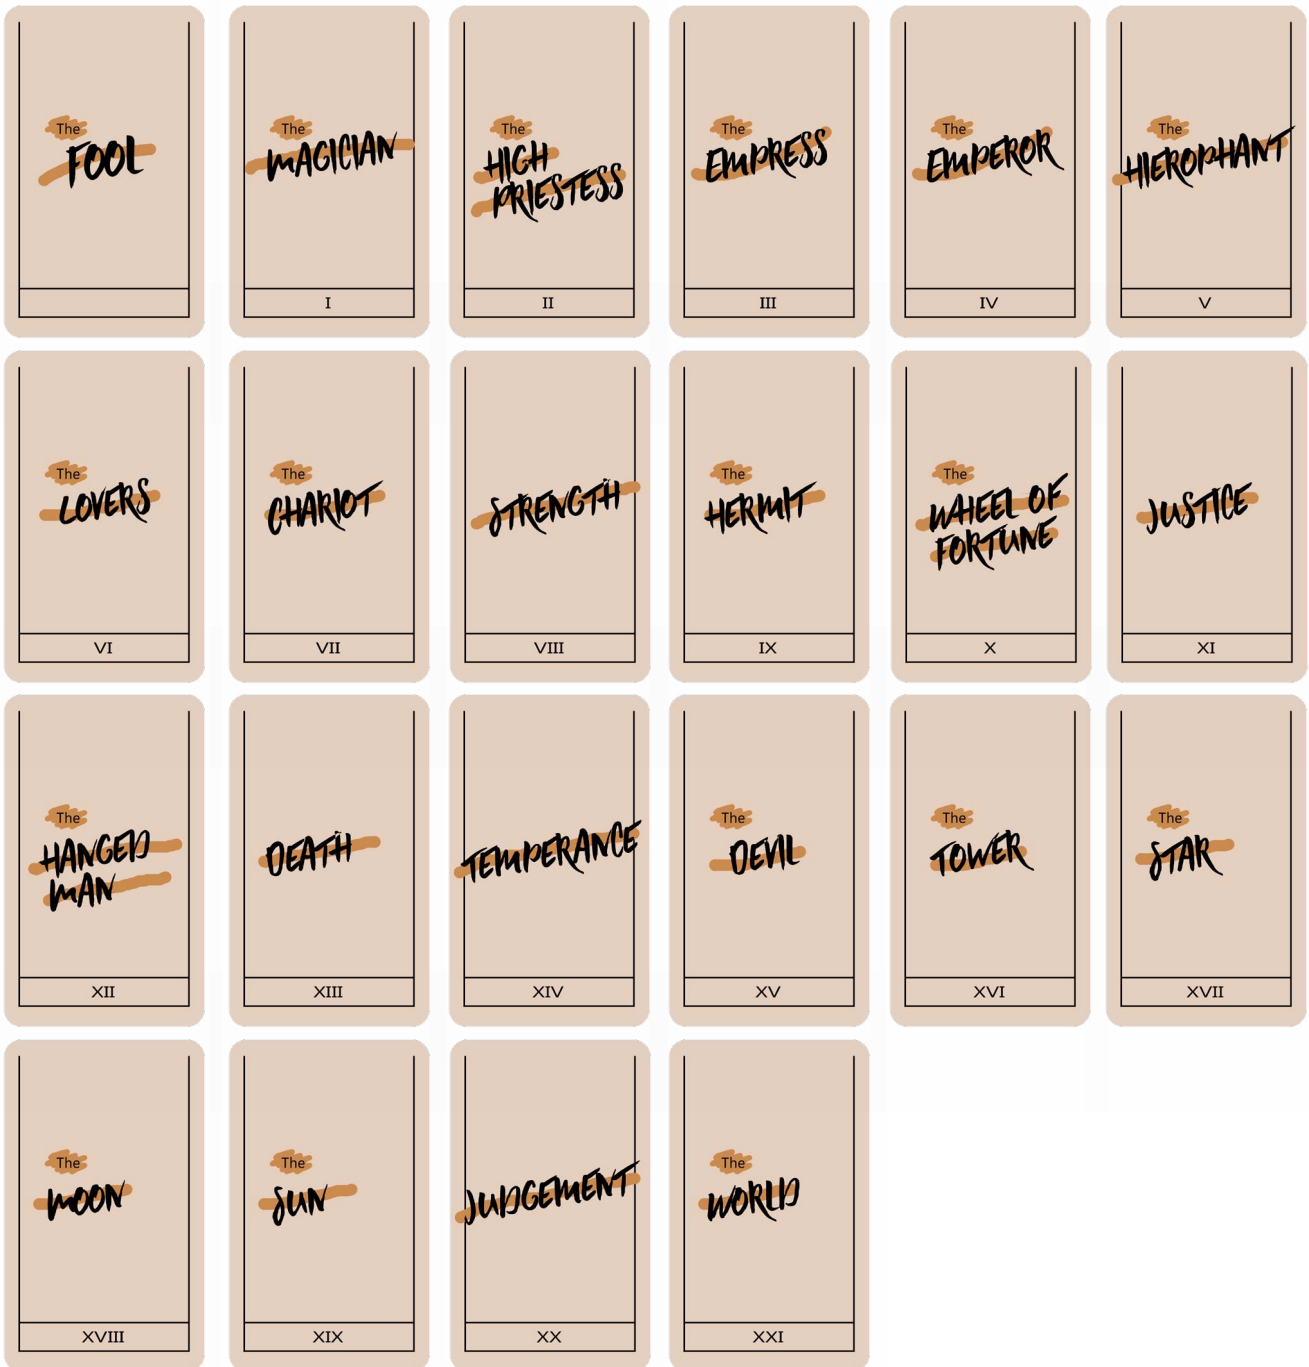 The
FOOL
The
MAGICIAN
I
The
HIGH
PRIESTESS
II
The
EMPRESS
III
The
EMPEROR
IV
The
HIEROPHANT
V
The
LOVERS
VI
The
CHARIOT
VII
STRENGTH
VIII
The
HERMIT
IX
The
WHEEL OF
FORTUNE
X
JUSTICE
XI
The
HANGED
MAN
XII
DEATH
XIII
TEMPERANCE
XIV
The
DEVIL
XV
The
TOWER
XVI
The
STAR
XVII
The
MOON
XVIII
The
SUN
XIX
JUDGEMENT
XX
The
WORLD
XXI